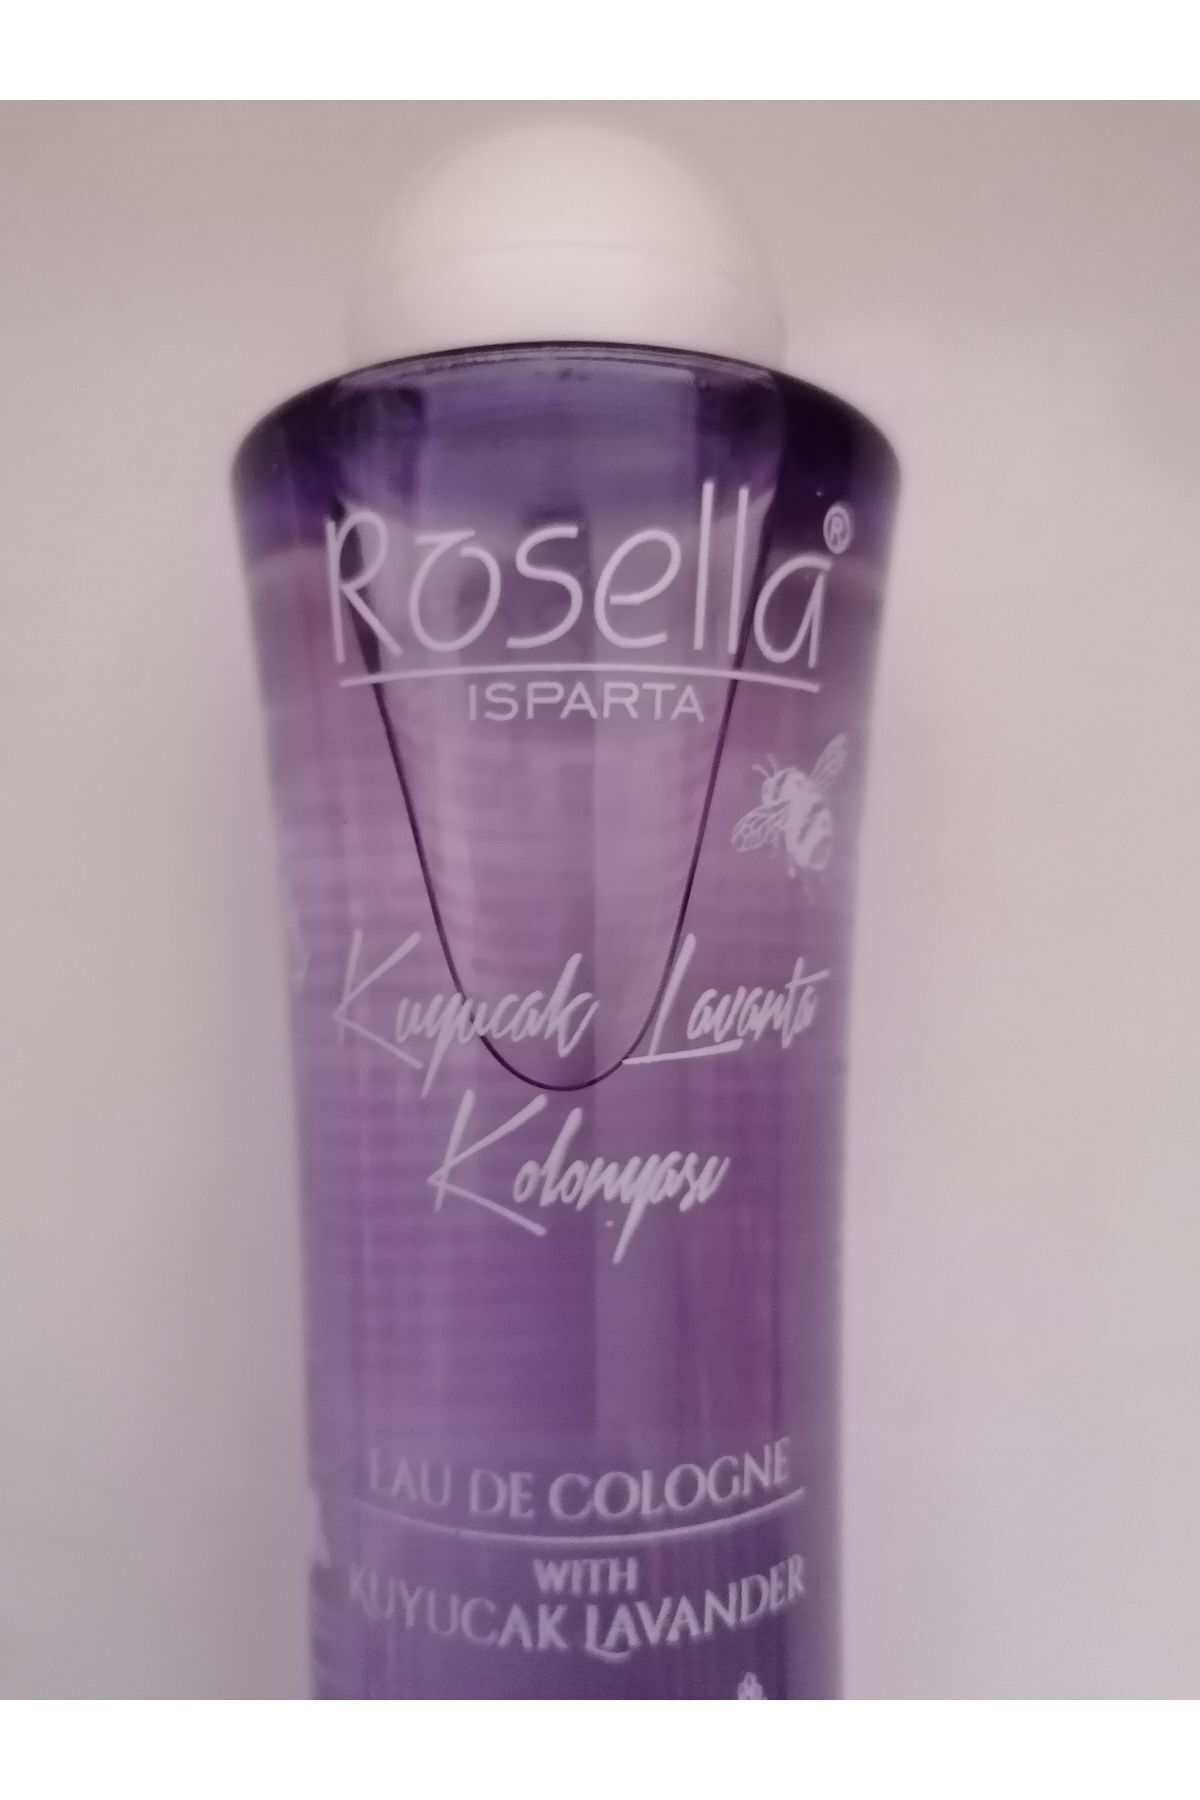 Rosella®
ISPARTA
Kuyucak Lavanta
Kolonyası
EAU DE COLOGNE
WITH
KUYUCAK LAVANDER